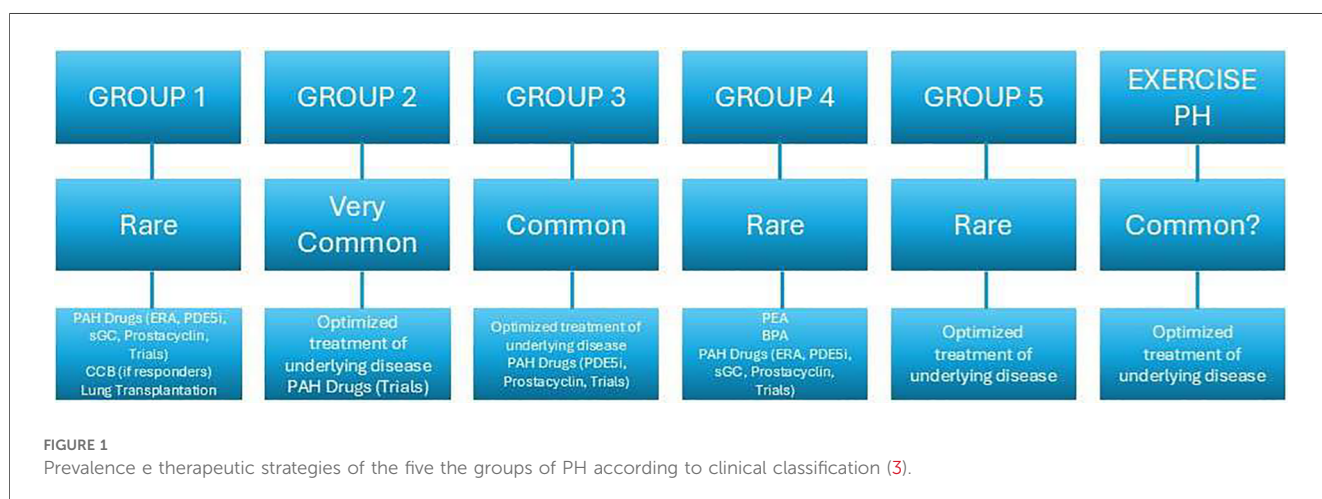 GROUP 1
GROUP 2
GROUP 3
GROUP 4
GROUP 5
EXERCISE
PH
Rare
Very
Common
Common
Rare
Rare
Common?
PAH Drugs (ERA, PDE5i,
sGC, Prostacyclin,
Trials)
CCB (if responders)
Lung Transplantation
Optimized
treatment of
underlying disease
PAH Drugs (Trials)
Optimized treatment of
underlying disease
PAH Drugs (PDE5i,
Prostacyclin, Trials)
PEA
BPA
PAH Drugs (ERA, PDE5i,
sGC, Prostacyclin,
Trials)
Optimized
treatment of
underlying disease
Optimized
treatment of
underlying disease
FIGURE 1
Prevalence e therapeutic strategies of the five the groups of PH according to clinical classification (3).